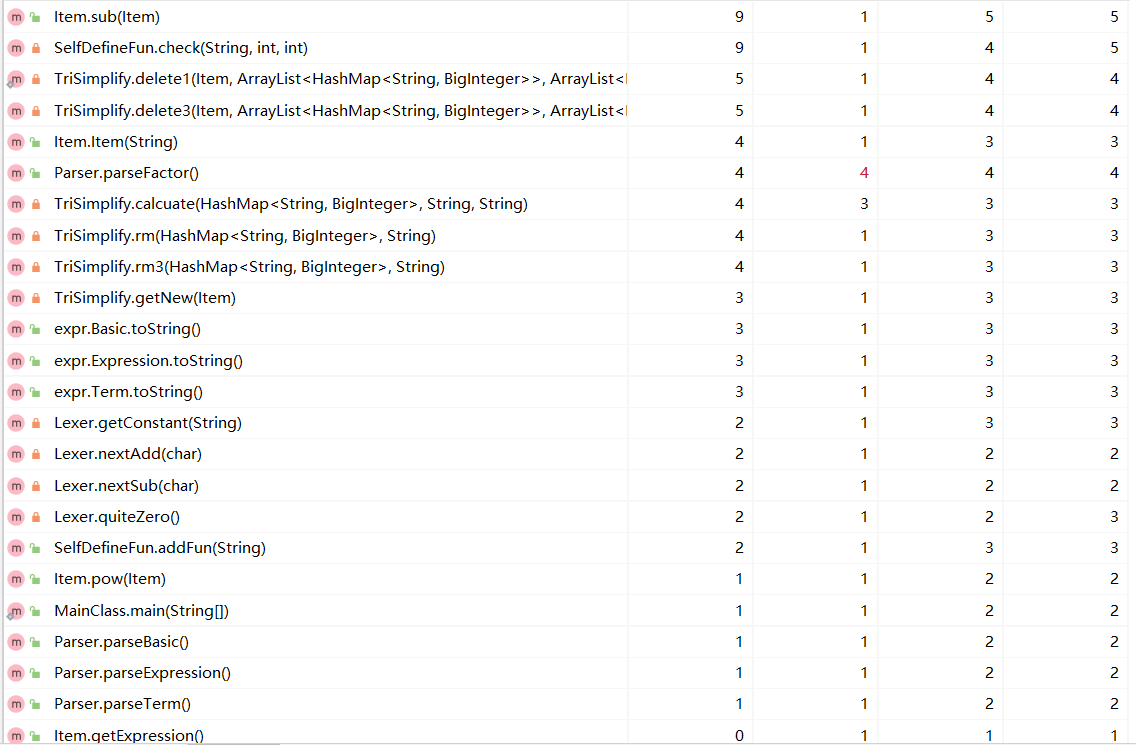 m Item.sub(Item) 9 1 5 5
m SelfDefineFun.check(String, int, int) 9 1 4 5
m TriSimplify.delete1(Item, ArrayList<HashMap<String, BigInteger>>, ArrayList< 5 1 4 4
m TriSimplify.delete3(Item, ArrayList<HashMap<String, BigInteger>>, ArrayList< 5 1 4 4
m Item.Item(String) 4 1 3 3
m Parser.parseFactor() 4 4 4 4
m TriSimplify.calcuate(HashMap<String, BigInteger>, String, String) 4 3 3 3
m TriSimplify.rm(HashMap<String, BigInteger>, String) 4 1 3 3
m TriSimplify.rm3(HashMap<String, BigInteger>, String) 4 1 3 3
m TriSimplify.getNew(Item) 3 1 3 3
m expr.Basic.toString() 3 1 3 3
m expr.Expression.toString() 3 1 3 3
m expr.Term.toString() 3 1 3 3
m Lexer.getConstant(String) 2 1 3 3
m Lexer.nextAdd(char) 2 1 2 2
m Lexer.nextSub(char) 2 1 2 2
m Lexer.quiteZero() 2 1 2 3
m SelfDefineFun.addFun(String) 2 1 3 3
m Item.pow(Item) 1 1 2 2
m MainClass.main(String[]) 1 1 2 2
m Parser.parseBasic() 1 1 2 2
m Parser.parseExpression() 1 1 2 2
m Parser.parseTerm() 1 1 2 2
m Item.getExpression() 0 1 1 1